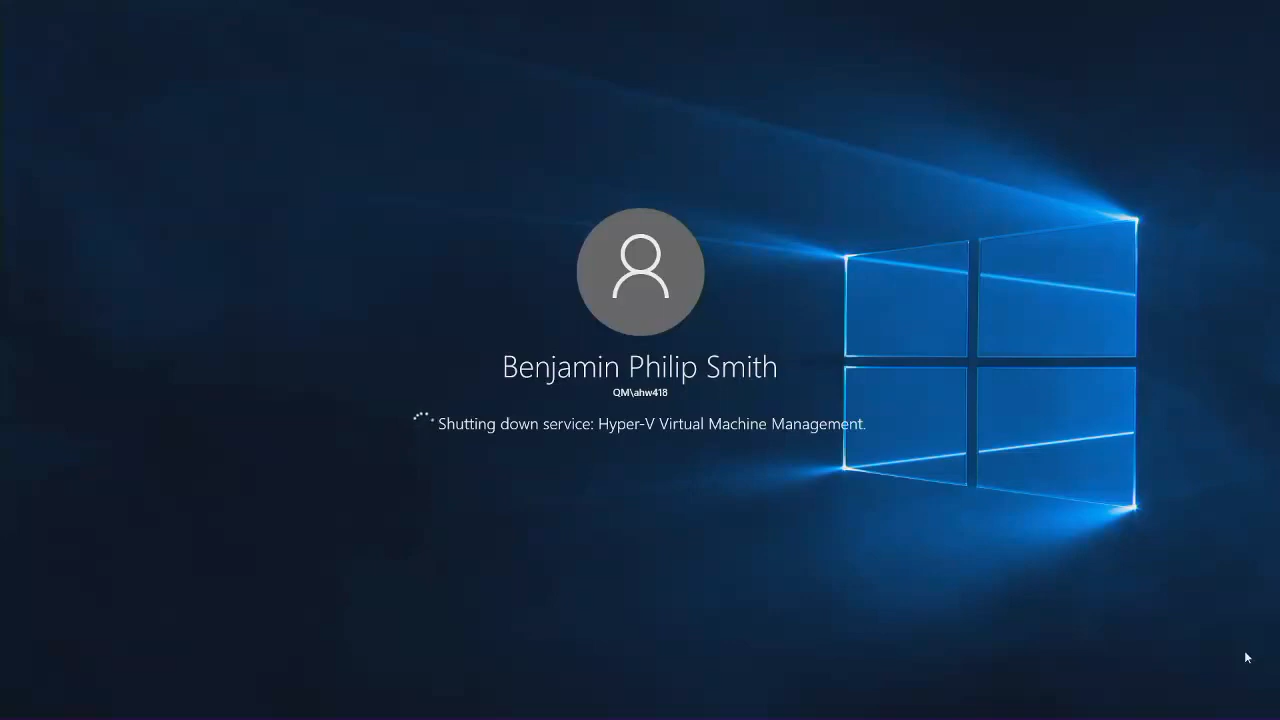 Benjamin Philip Smith
QM\ahw418
Shutting down service: Hyper-V Virtual Machine Management.